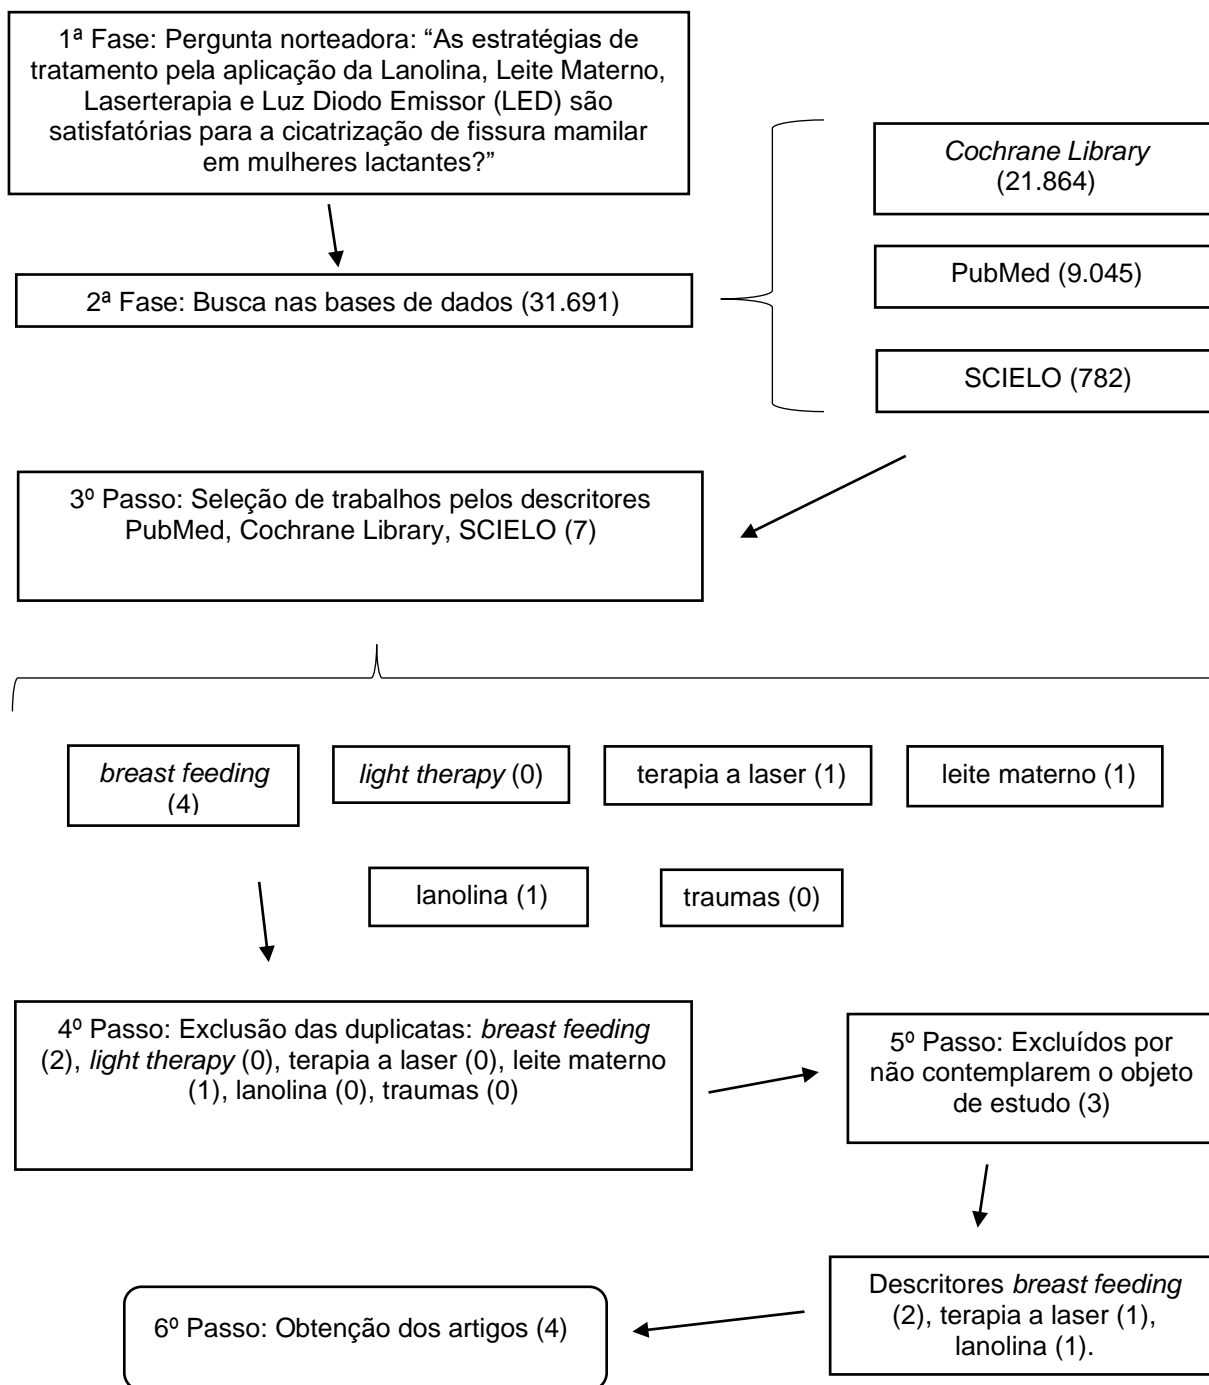 1ª Fase: Pergunta norteadora: “As estratégias de
tratamento pela aplicação da Lanolina, Leite Materno,
Laserterapia e Luz Diodo Emissor (LED) são
satisfatórias para a cicatrização de fissura mamilar
em mulheres lactantes?”
Cochrane Library
(21.864)
PubMed (9.045)
2ª Fase: Busca nas bases de dados (31.691)
SCIELO (782)
3º Passo: Seleção de trabalhos pelos descritores
PubMed, Cochrane Library, SCIELO (7)
breast feeding
(4)
light therapy (0)
terapia a laser (1)
leite materno (1)
lanolina (1)
traumas (0)
4º Passo: Exclusão das duplicatas: breast feeding
(2), light therapy (0), terapia a laser (0), leite materno
(1), lanolina (0), traumas (0)
5º Passo: Excluídos por
não contemplarem o objeto
de estudo (3)
Descritores breast feeding
(2), terapia a laser (1),
lanolina (1).
6º Passo: Obtenção dos artigos (4)